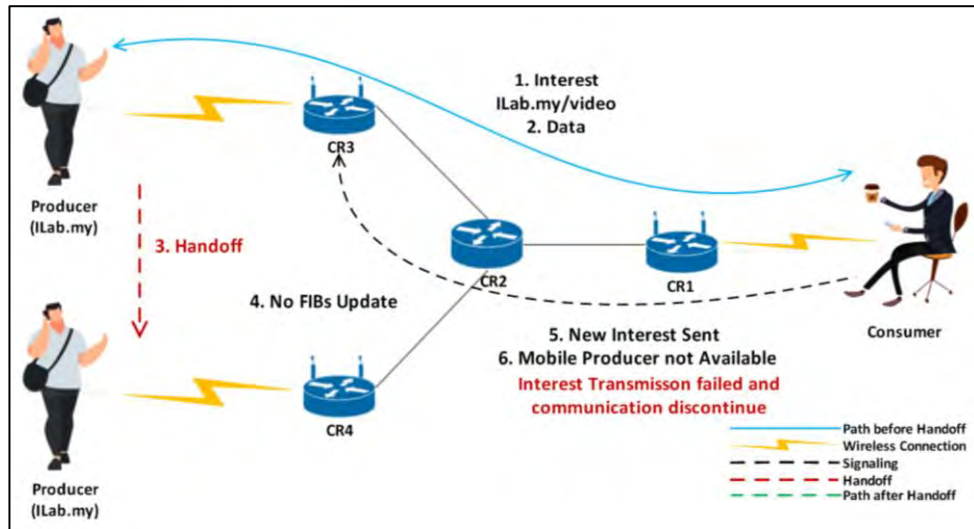 1. Interest
ILab.my/video
2. Data
CR3
Producer
(ILab.my)
3. Handoff
CR2
CR1
4. No FIBs Update
Consumer
5. New Interest Sent
6. Mobile Producer not Available
Interest Transmisson failed and
communication discontinue
CR4
Producer
(ILab.my)
Path before Handoff
Wireless Connection
Signaling
Handoff
Path after Handoff